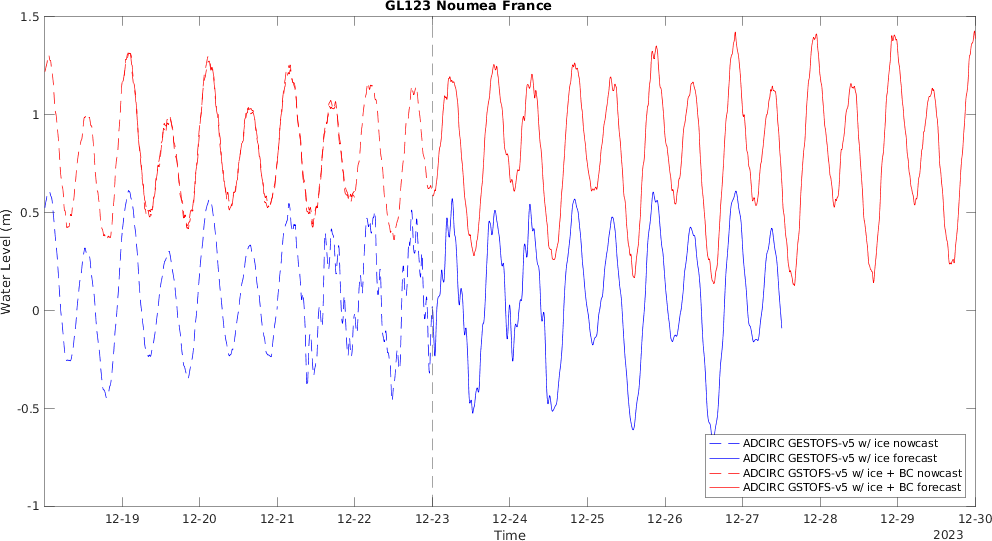 GL123 Noumea France
1.5
1
0.5
0
-0.5
-1
Water Level (m)
ADCIRC GESTOFS-v5 w/ ice nowcast
ADCIRC GESTOFS-v5 w/ ice forecast
ADCIRC GSTOFS-v5 w/ ice + BC nowcast
ADCIRC GSTOFS-v5 w/ ice + BC forecast
12-19 12-20 12-21 12-22 12-23 12-24 12-25 12-26 12-27 12-28 12-29 12-30
Time
2023